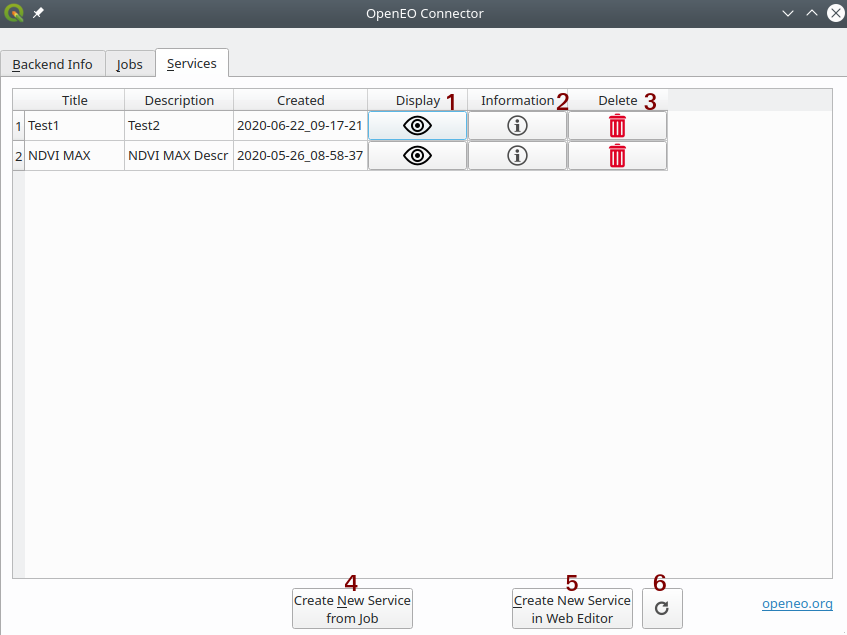 OpenEO Connector
Backend Info Jobs Services
Title Description Created Display 1 Information 2 Delete 3
1 Test1 Test2 2020-06-22_09-17-21
2 NDVI MAX NDVI MAX Descr 2020-05-26_08-58-37
4 5 6
Create New Service
from Job
Create New Service
in Web Editor
openeo.org